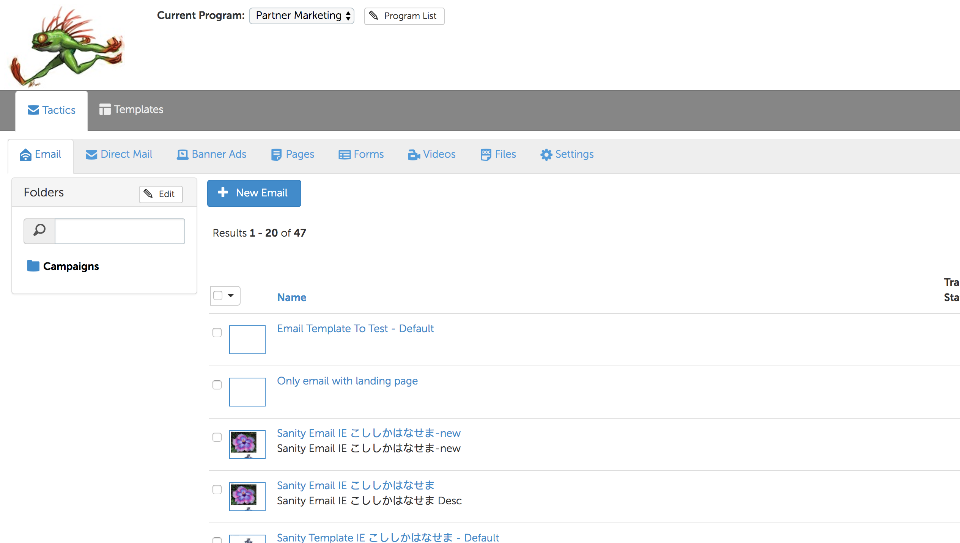 Current Program: Partner Marketing Program List
Tactics Templates
Email Direct Mail Banner Ads Pages Forms Videos Files Settings
Folders Edit
New Email
Results 1 - 20 of 47
Campaigns
Name
Tra
Sta
Email Template To Test - Default
Only email with landing page
Sanity Email IE こししかはなせま-new
Sanity Email IE こししかはなせま-new
Sanity Email IE こししかはなせま
Sanity Email IE こししかはなせま Desc
Sanity Template IE こししかはなせま - Default